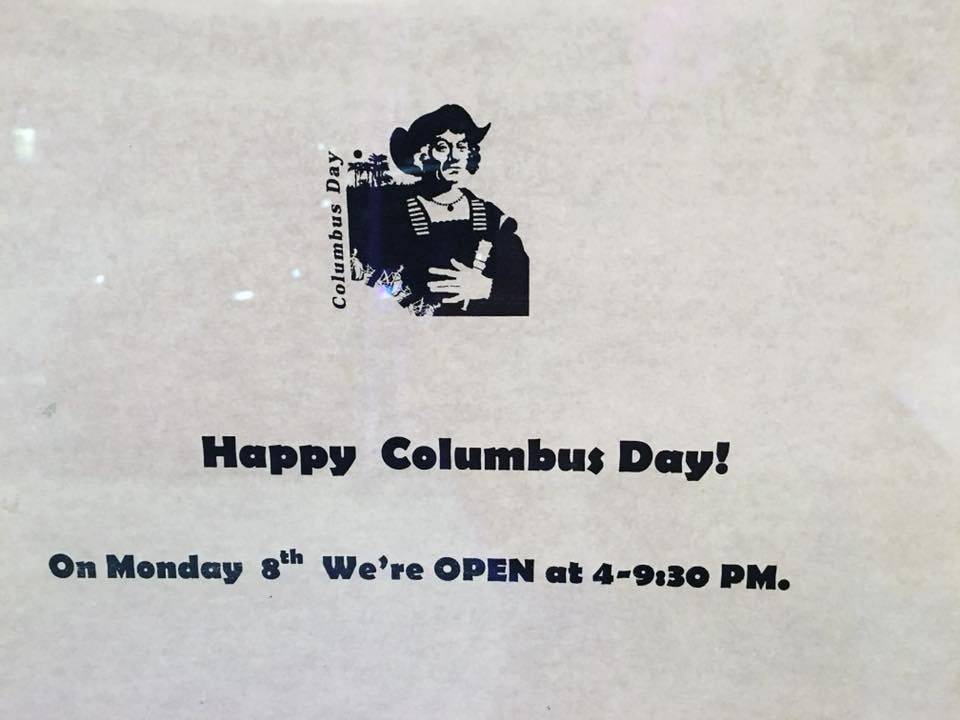 Columbus Day
Happy Columbus Day!
On Monday 8th We're OPEN at 4-9:30 PM.